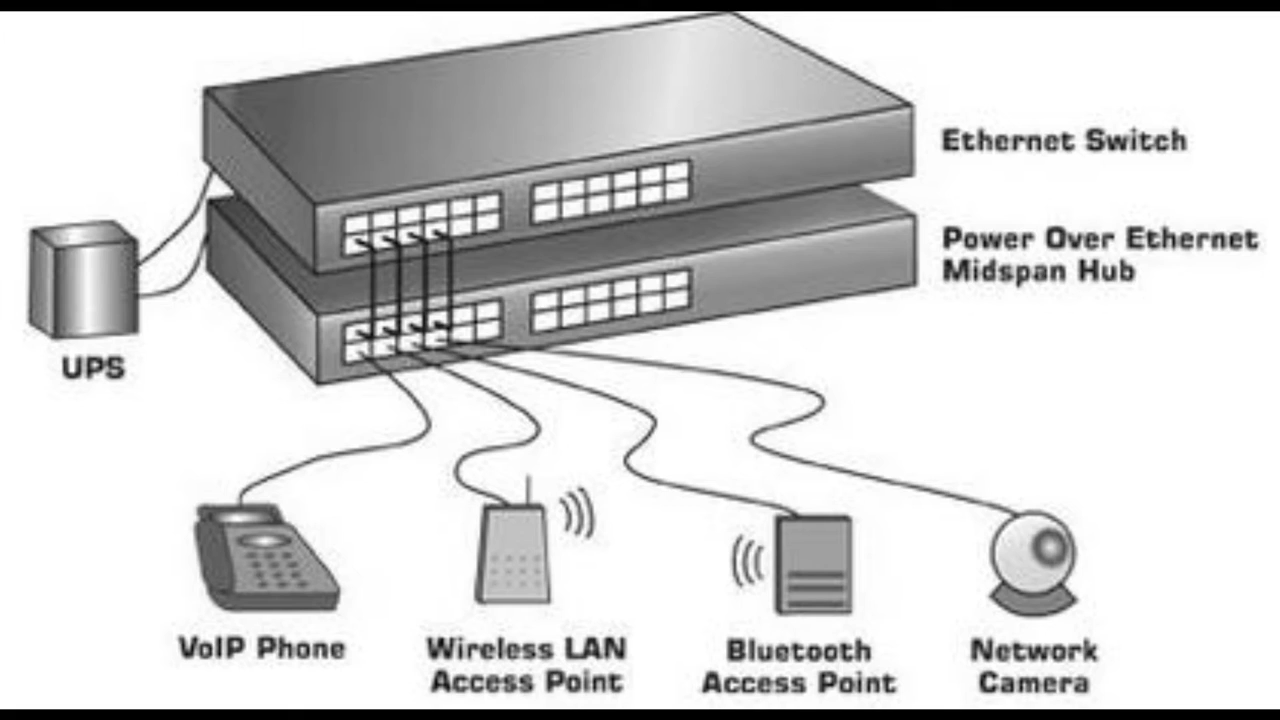 Ethernet Switch
Power Over Ethernet
Midspan Hub
UPS
VoIP Phone
Wireless LAN
Access Point
Bluetooth
Access Point
Network
Camera